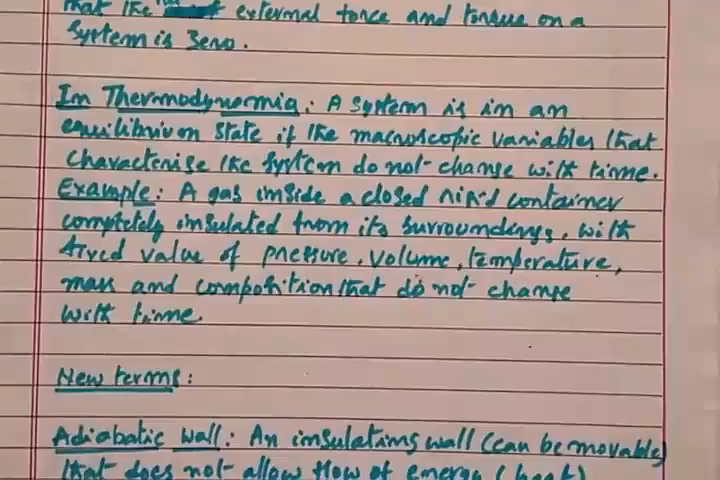 that the external force and torque on a
System is zero.
In Thermodynamia: A system is in an
equilibrium state if the macroscopic variables that
characterise the system do not change with time.
Example: A gas inside a closed rigid container
completely insulated from its surroundings, with
fixed value of pressure, volume, temperature,
mass and composition that do not change
with time.
New terms:
Adiabatic wall: An insulating wall (can be movable)
that does not allow flow of energy (heat)